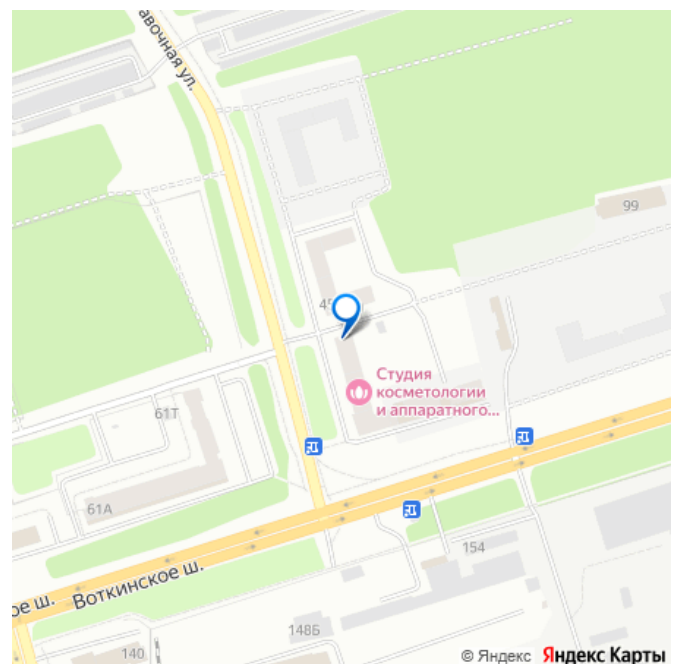 авочная ул.
99
45
Студия
косметологии
и аппаратного...
61Т
61А
154
Воткинское ш.
ое ш.
148Б
140
© Яндекс Яндекс Карты